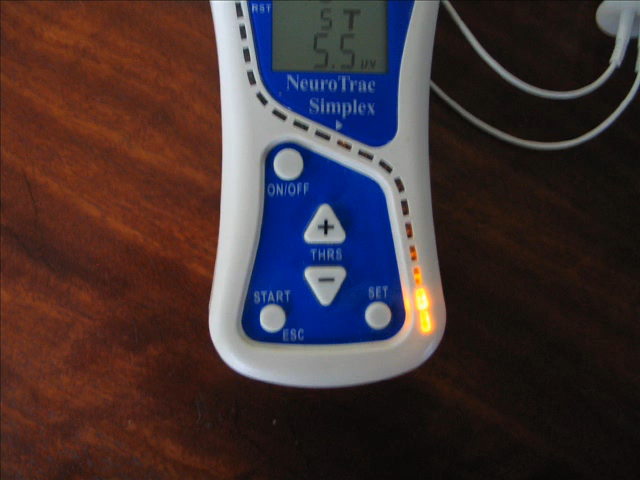 RST
ST
5.5 µV
NeuroTrac
Simplex
ON/OFF
+
THRS
−
START
SET
ESC